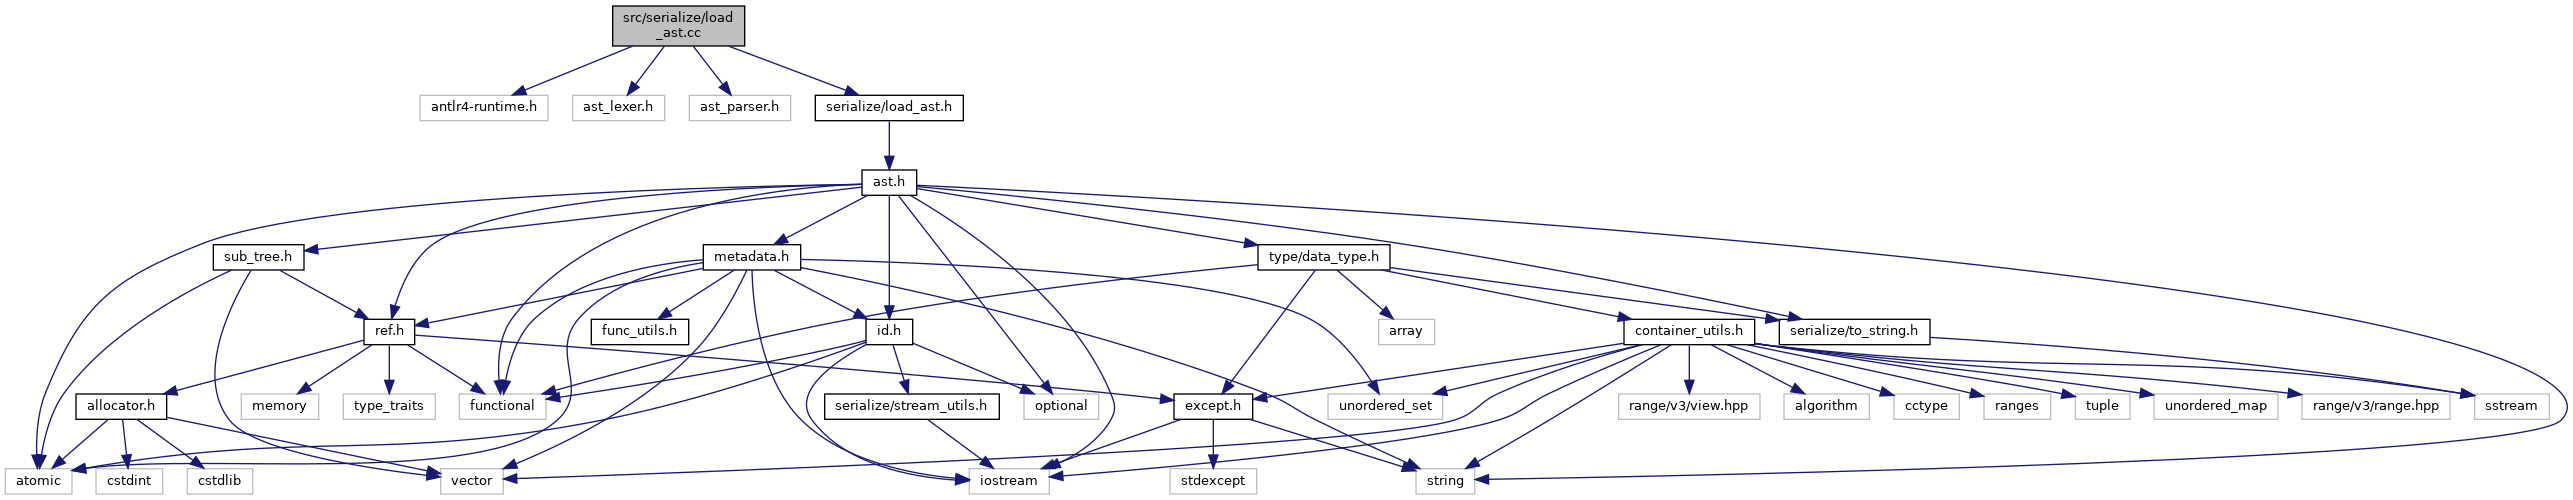 src/serialize/load
_ast.cc
antlr4-runtime.h
ast_lexer.h
ast_parser.h
serialize/load_ast.h
ast.h
sub_tree.h
metadata.h
type/data_type.h
ref.h
func_utils.h
id.h
array
container_utils.h
serialize/to_string.h
allocator.h
memory
type_traits
functional
serialize/stream_utils.h
optional
except.h
unordered_set
range/v3/view.hpp
algorithm
cctype
ranges
tuple
unordered_map
range/v3/range.hpp
sstream
atomic
cstdint
cstdlib
vector
iostream
stdexcept
string